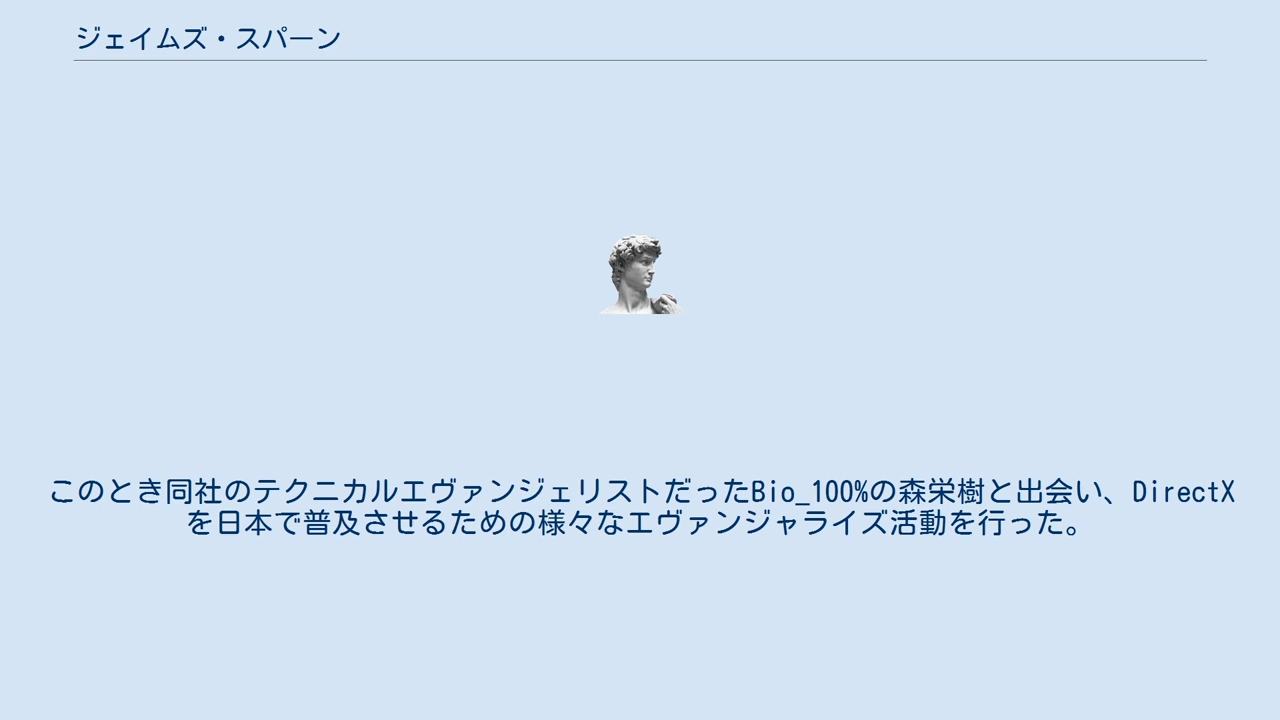 ジェイムズ・スパーン
このとき同社のテクニカルエヴァンジェリストだったBio_100%の森栄樹と出会い、DirectX
を日本で普及させるための様々なエヴァンジャライズ活動を行った。